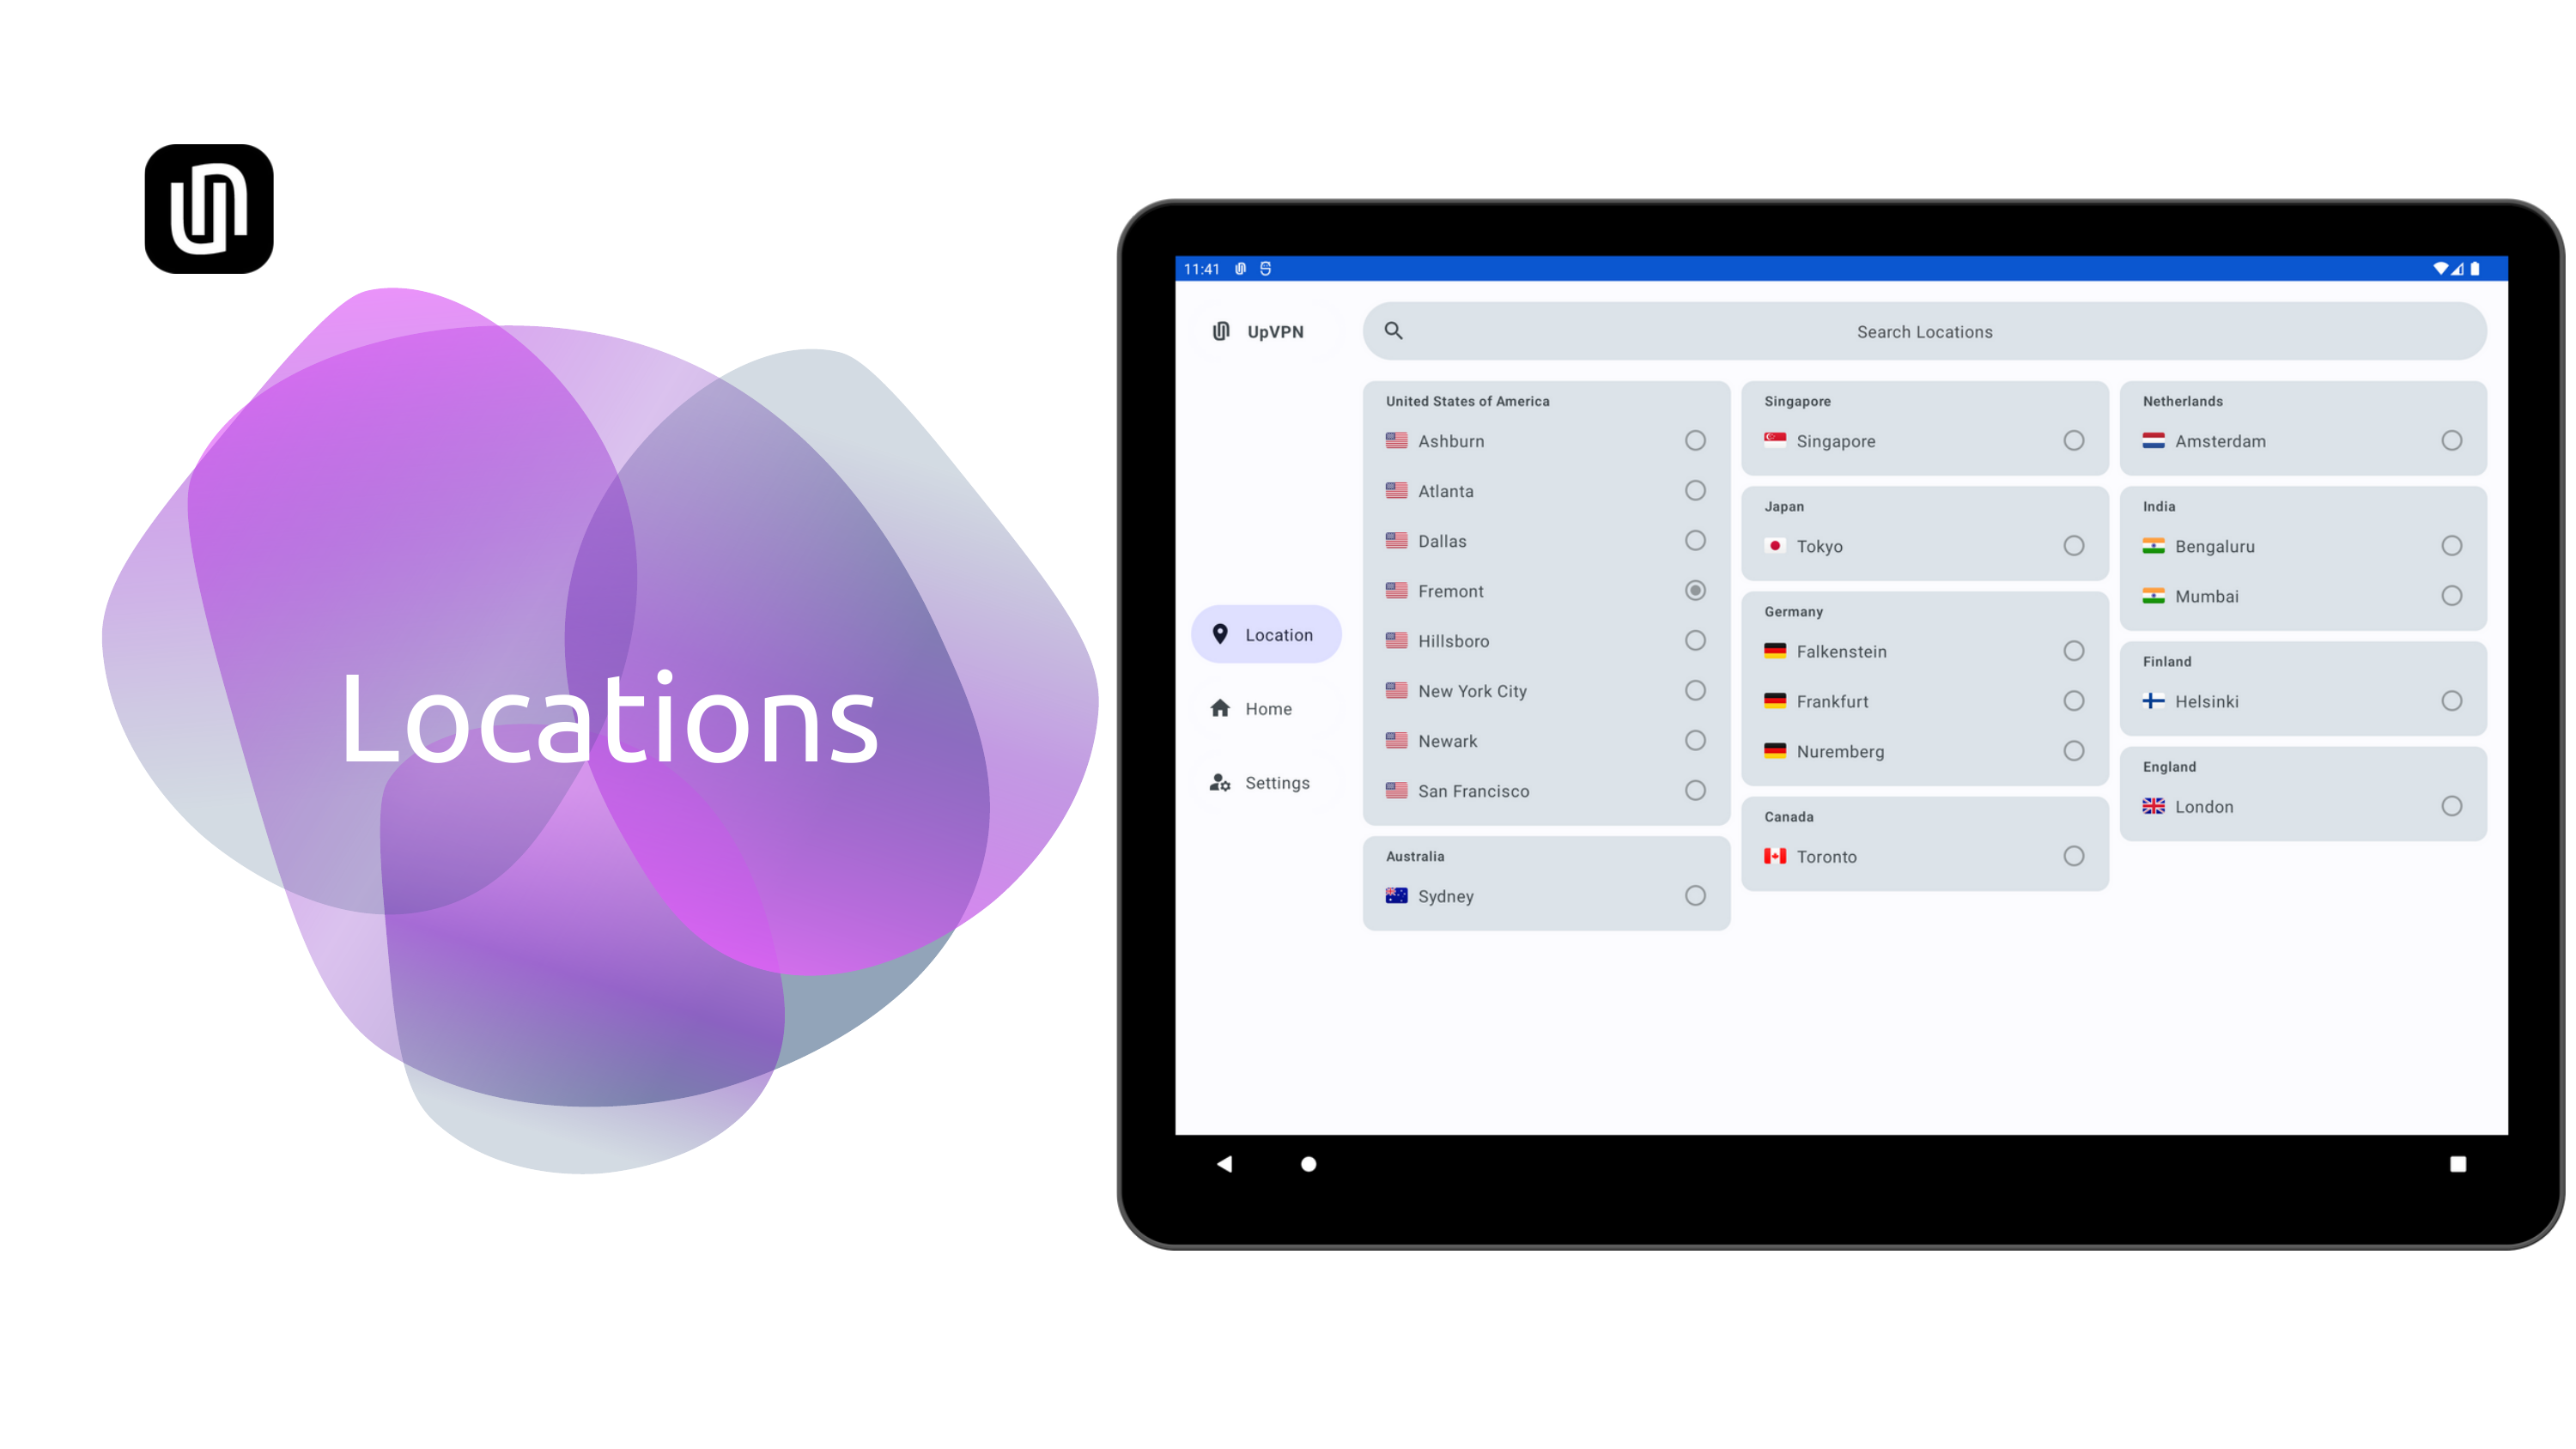 Locations
11:41
UpVPN
Search Locations
Location
Home
Settings
United States of America
Ashburn
Atlanta
Dallas
Fremont
Hillsboro
New York City
Newark
San Francisco
Australia
Sydney
Singapore
Singapore
Japan
Tokyo
Germany
Falkenstein
Frankfurt
Nuremberg
Canada
Toronto
Netherlands
Amsterdam
India
Bengaluru
Mumbai
Finland
Helsinki
England
London